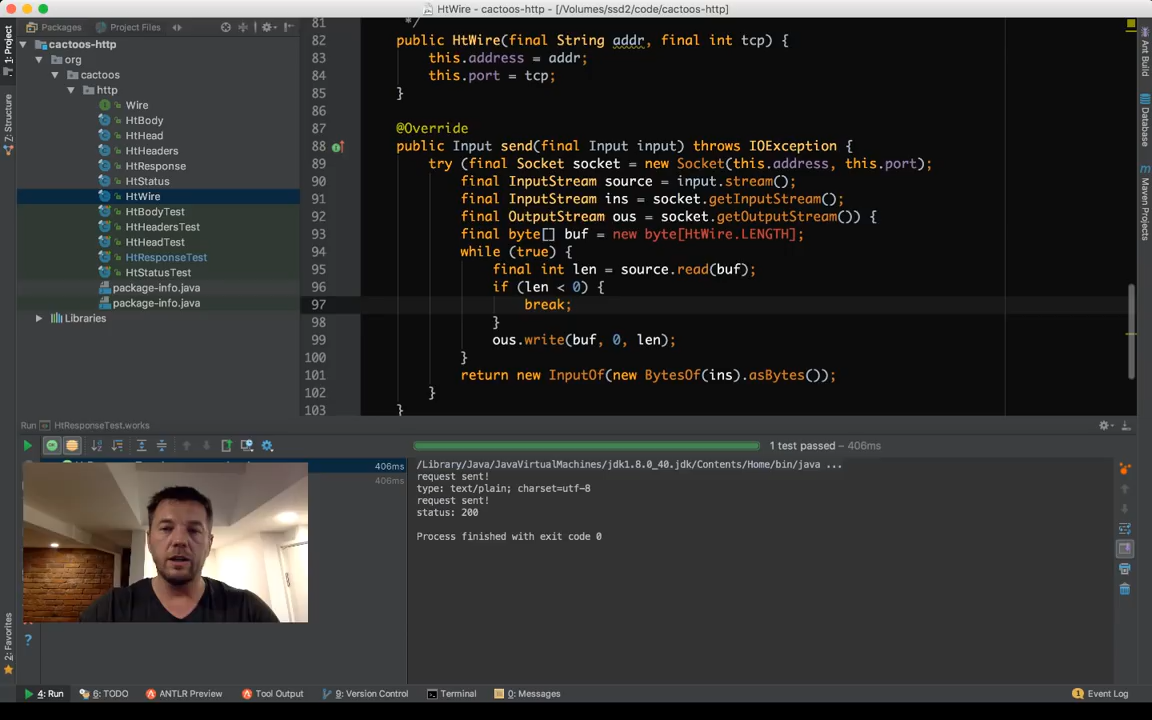 HtWire - cactoos-http - [/Volumes/ssd2/code/cactoos-http]
Packages
Project Files
1: Project
Z: Structure
2: Favorites
cactoos-http
org
cactoos
http
Wire
HtBody
HtHead
HtHeaders
HtResponse
HtStatus
HtWire
HtBodyTest
HtHeadersTest
HtHeadTest
HtResponseTest
HtStatusTest
package-info.java
package-info.java
Libraries
81 */
82 public HtWire(final String addr, final int tcp) {
83 this.address = addr;
84 this.port = tcp;
85 }
86
87 @Override
88 public Input send(final Input input) throws IOException {
89 try (final Socket socket = new Socket(this.address, this.port);
90 final InputStream source = input.stream();
91 final InputStream ins = socket.getInputStream();
92 final OutputStream ous = socket.getOutputStream()) {
93 final byte[] buf = new byte[HtWire.LENGTH];
94 while (true) {
95 final int len = source.read(buf);
96 if (len < 0) {
97 break;
98 }
99 ous.write(buf, 0, len);
100 }
101 return new InputOf(new BytesOf(ins).asBytes());
102 }
103 }
Ant Build
Database
m Maven Projects
Run HtResponseTest.works
1 test passed – 406ms
406ms
406ms
/Library/Java/JavaVirtualMachines/jdk1.8.0_40.jdk/Contents/Home/bin/java ...
request sent!
type: text/plain; charset=utf-8
request sent!
status: 200
Process finished with exit code 0
4: Run
6: TODO
ANTLR Preview
Tool Output
9: Version Control
Terminal
0: Messages
1 Event Log